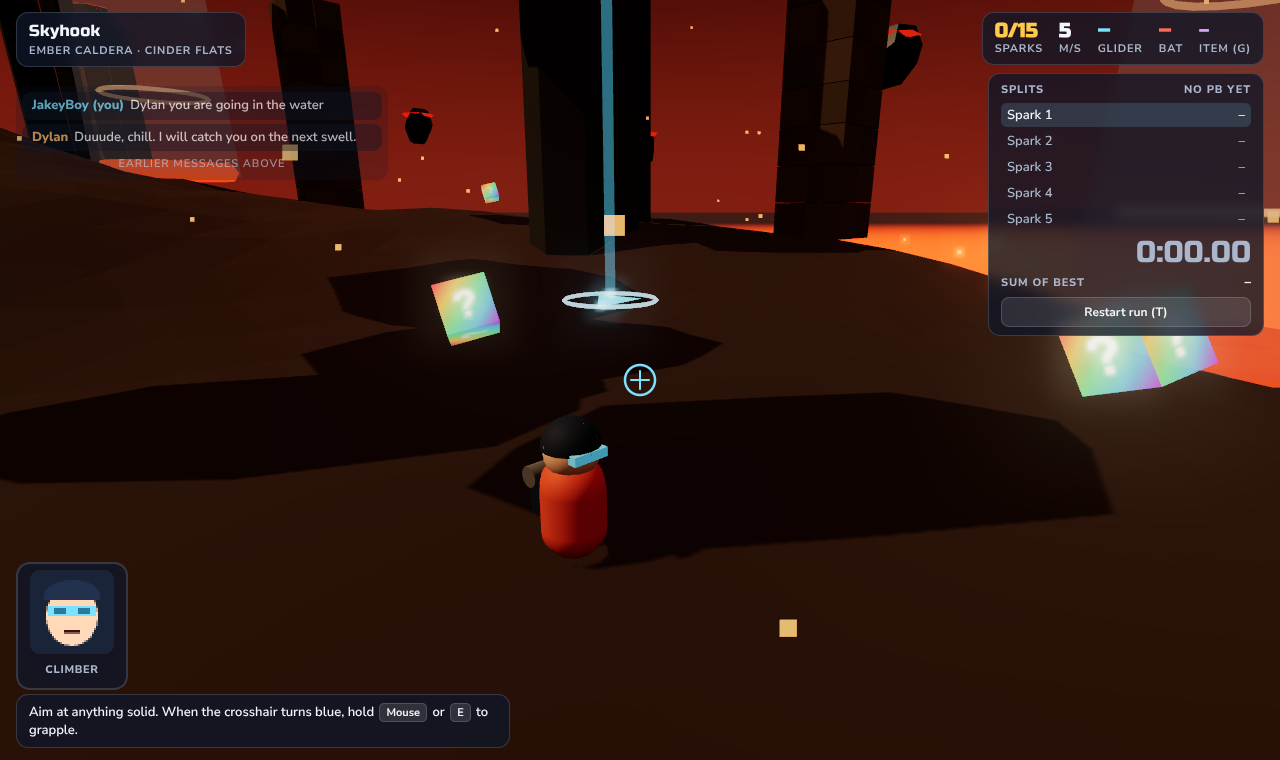 Skyhook
EMBER CALDERA · CINDER FLATS
JakeyBoy (you) Dylan you are going in the water
Dylan Duuude, chill. I will catch you on the next swell.
EARLIER MESSAGES ABOVE
0/15 5 – – –
SPARKS M/S GLIDER BAT ITEM (G)
SPLITS NO PB YET
Spark 1 –
Spark 2 –
Spark 3 –
Spark 4 –
Spark 5 –
0:00.00
SUM OF BEST –
Restart run (T)
?
? ?
CLIMBER
Aim at anything solid. When the crosshair turns blue, hold Mouse or E to
grapple.